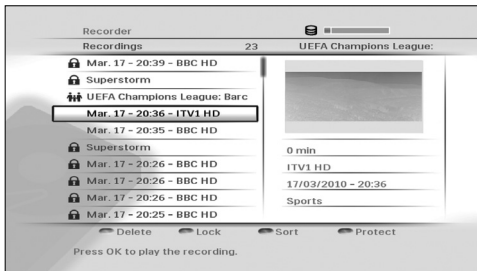 Recorder
Recordings 23 UEFA Champions League:
Mar. 17 - 20:39 - BBC HD
Superstorm
UEFA Champions League: Barc
Mar. 17 - 20:36 - ITV1 HD
Mar. 17 - 20:35 - BBC HD
Superstorm
Mar. 17 - 20:26 - BBC HD
Mar. 17 - 20:26 - BBC HD
Mar. 17 - 20:26 - BBC HD
Mar. 17 - 20:25 - BBC HD
0 min
ITV1 HD
17/03/2010 - 20:36
Sports
Delete Lock Sort Protect
Press OK to play the recording.